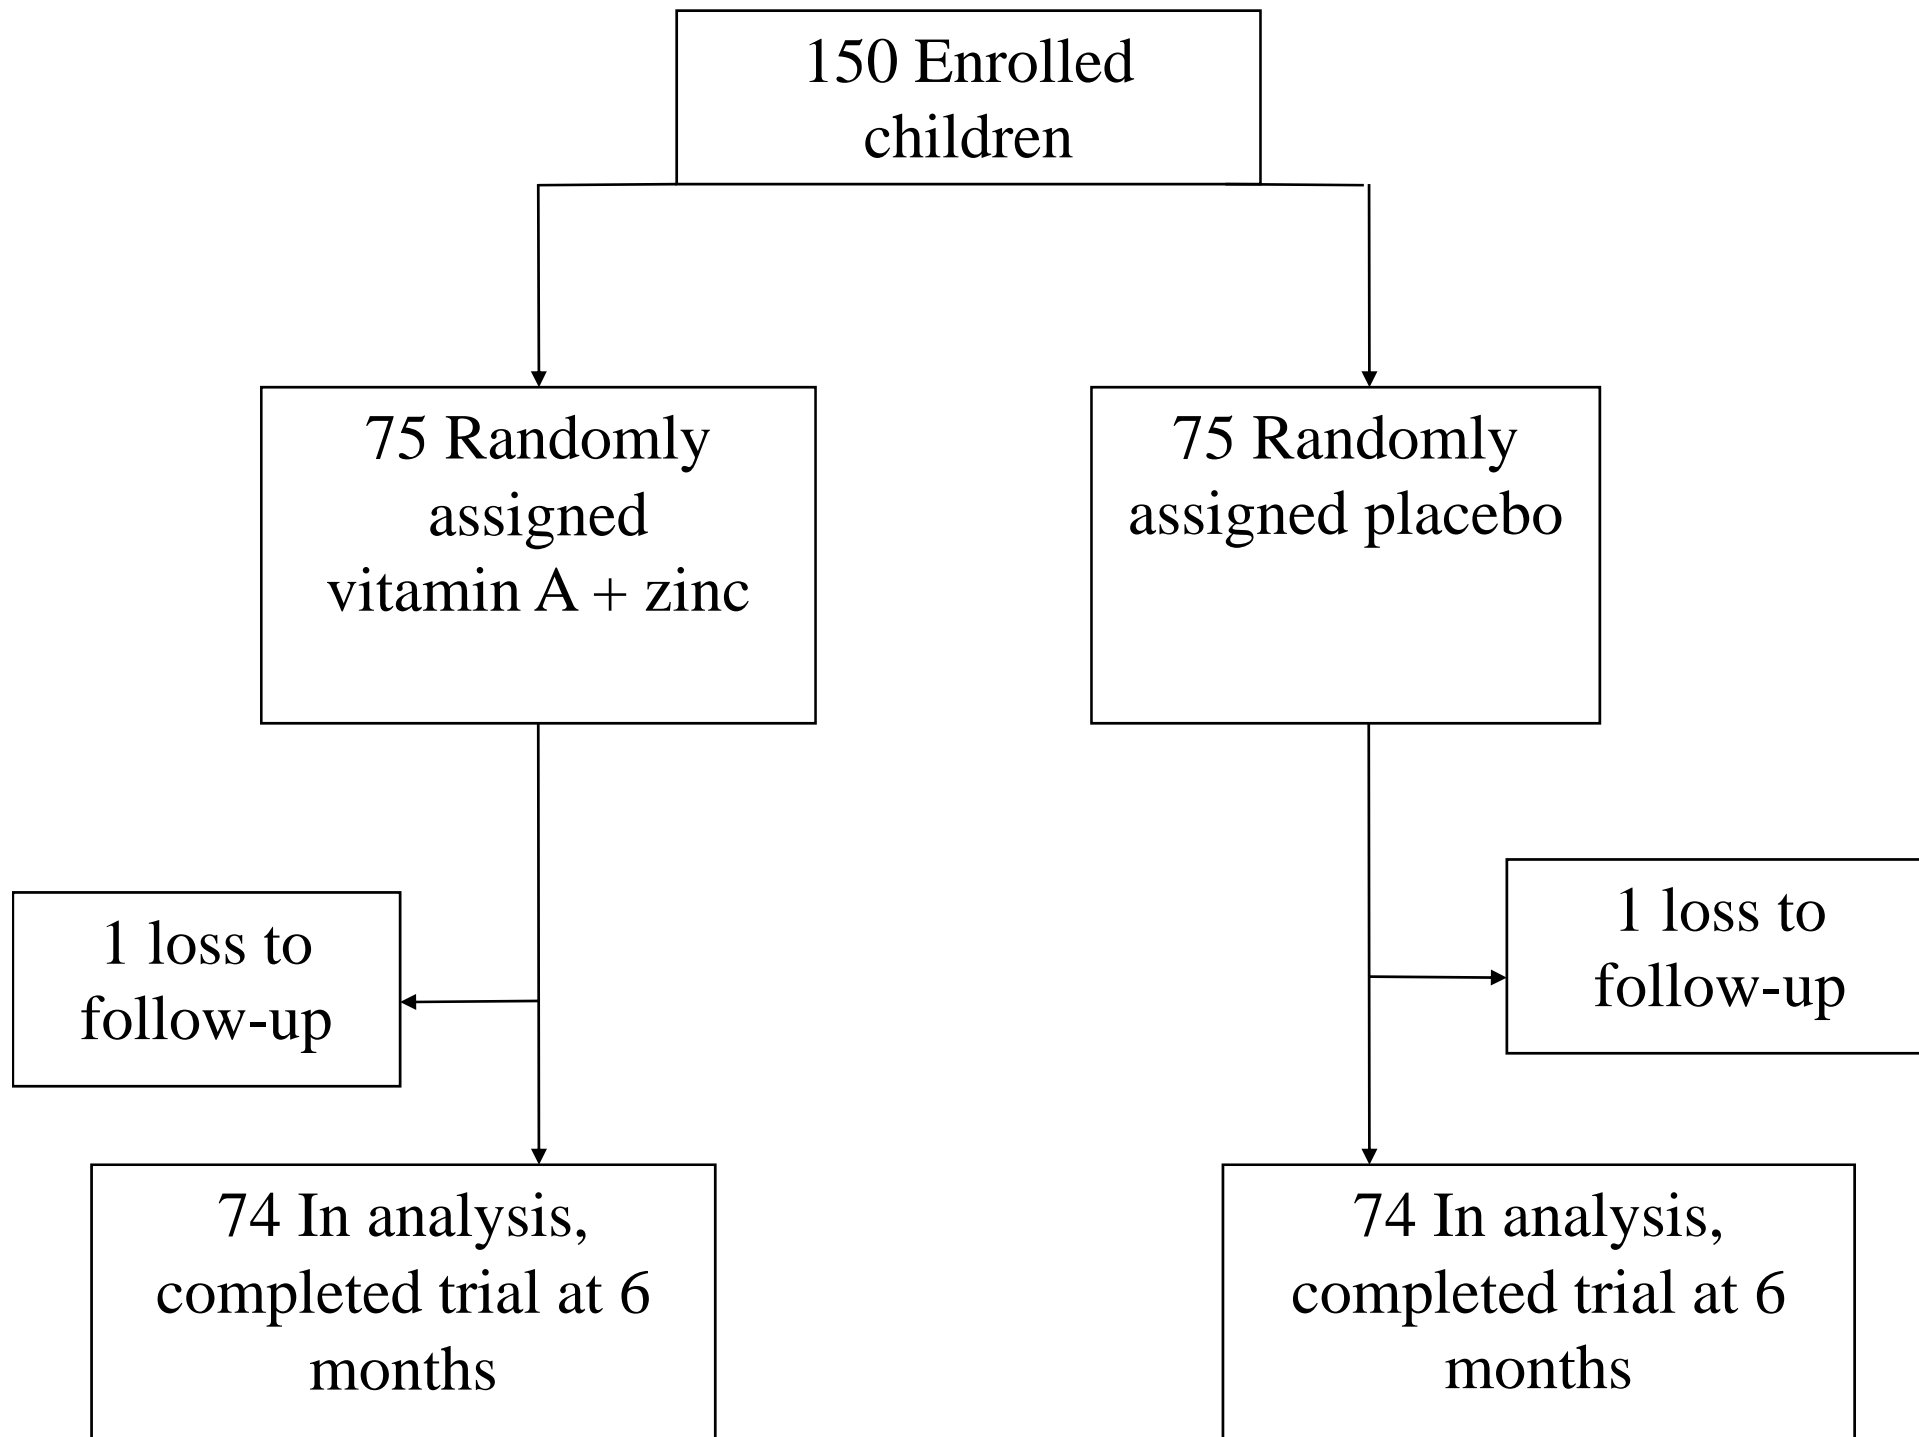 150 Enrolled
children
75 Randomly
assigned
vitamin A + zinc
75 Randomly
assigned placebo
1 loss to
follow-up
1 loss to
follow-up
74 In analysis,
completed trial at 6
months
74 In analysis,
completed trial at 6
months